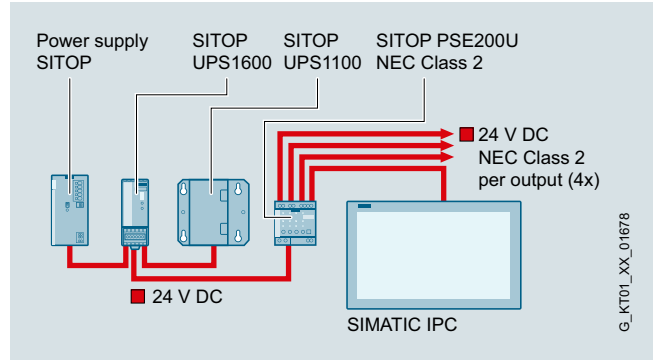 Power supply
SITOP
SITOP
UPS1600
SITOP
UPS1100
SITOP PSE200U
NEC Class 2
24 V DC
NEC Class 2
per output (4x)
24 V DC
SIMATIC IPC
G_KT01_XX_01678